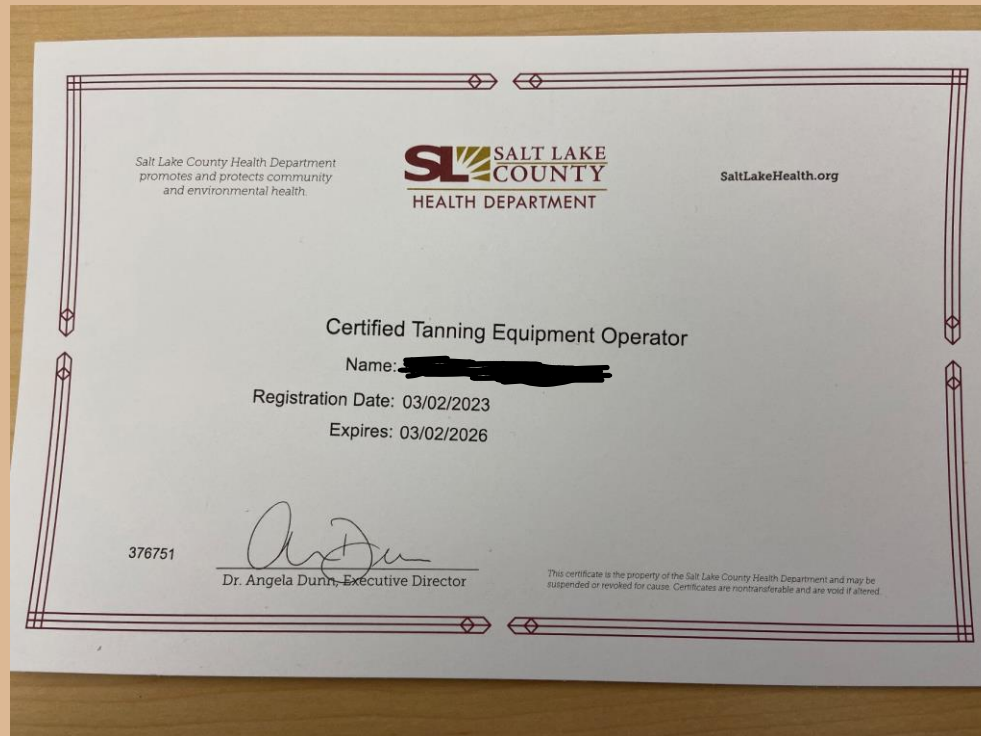 Salt Lake County Health Department
promotes and protects community
and environmental health.
SL SALT LAKE
COUNTY
HEALTH DEPARTMENT
SaltLakeHealth.org
Certified Tanning Equipment Operator
Name:
Registration Date: 03/02/2023
Expires: 03/02/2026
376751
Dr. Angela Dunn, Executive Director
This certificate is the property of the Salt Lake County Health Department and may be
suspended or revoked for cause. Certificates are nontransferable and are void if altered.